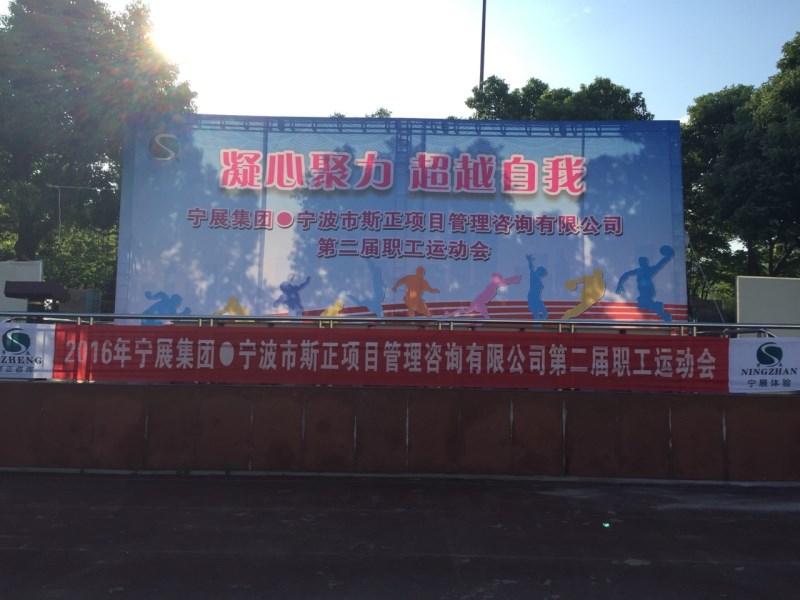 凝心聚力 超越自我
宁展集团●宁波市斯正项目管理咨询有限公司
第二届职工运动会
2016年宁展集团●宁波市斯正项目管理咨询有限公司第二届职工运动会
ZHENG
NINGZHAN
宁展体验